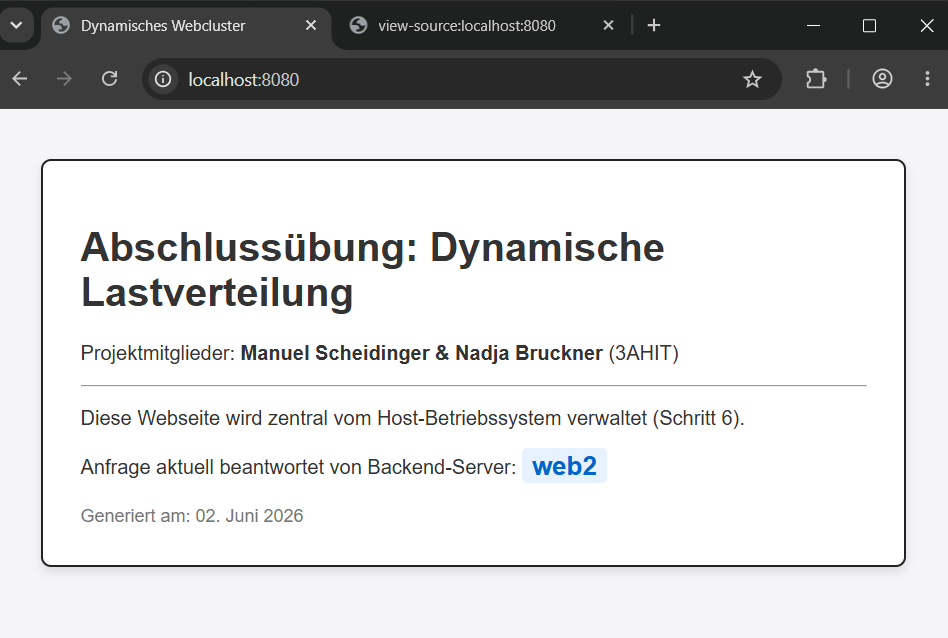 Dynamisches Webcluster
view-source:localhost:8080
localhost:8080
Abschlussübung: Dynamische
Lastverteilung
Projektmitglieder: Manuel Scheidinger & Nadja Bruckner (3AHIT)
Diese Webseite wird zentral vom Host-Betriebssystem verwaltet (Schritt 6).
Anfrage aktuell beantwortet von Backend-Server: web2
Generiert am: 02. Juni 2026